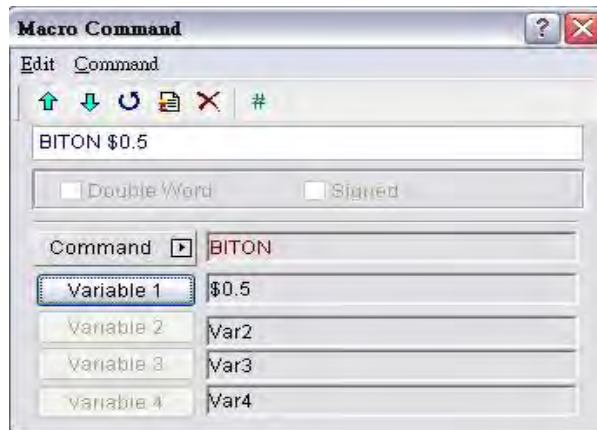 Macro Command
Edit Command
#
BITON $0.5
Double Word Signed
Command BITON
Variable 1 $0.5
Variable 2 Var2
Variable 3 Var3
Variable 4 Var4